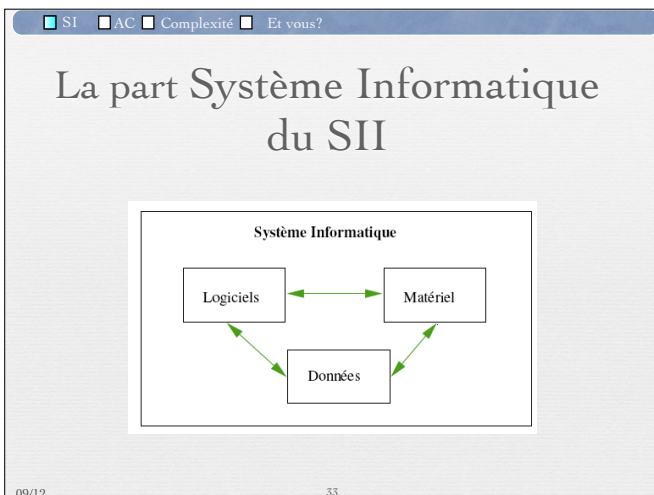 SI AC Complexité Et vous?
La part Système Informatique
du SII
Système Informatique
Logiciels Matériel
Données
09/12 33